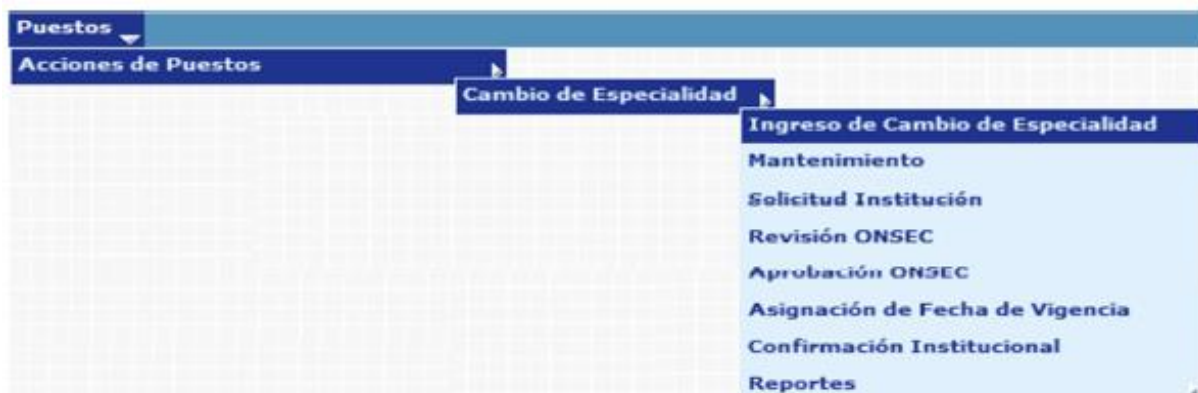 Puestos
Acciones de Puestos
Cambio de Especialidad
Ingreso de Cambio de Especialidad
Mantenimiento
Solicitud Institución
Revisión ONSEC
Aprobación ONSEC
Asignación de Fecha de Vigencia
Confirmación Institucional
Reportes